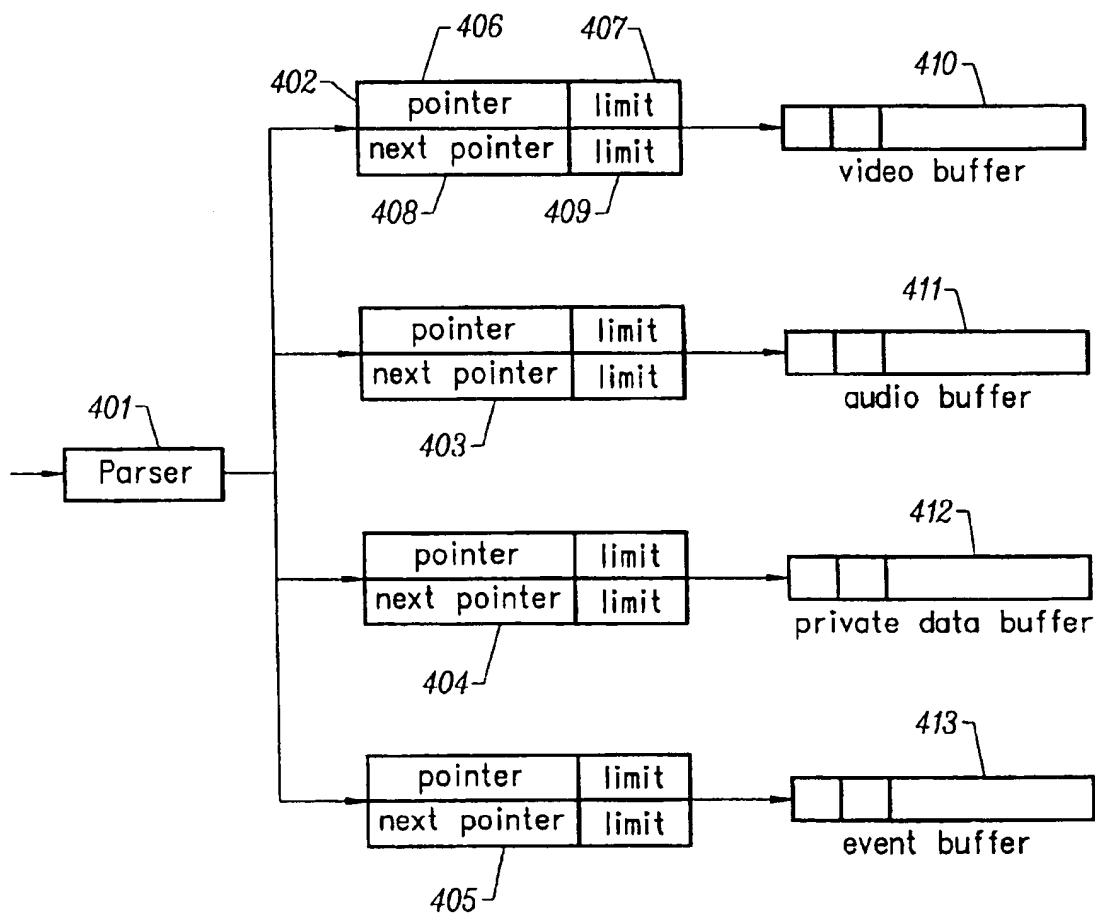 406
407
402
410
pointer limit
next pointer limit
video buffer
408
409
411
pointer limit
next pointer limit
audio buffer
401
403
Parser
412
pointer limit
next pointer limit
private data buffer
404
413
pointer limit
next pointer limit
event buffer
405